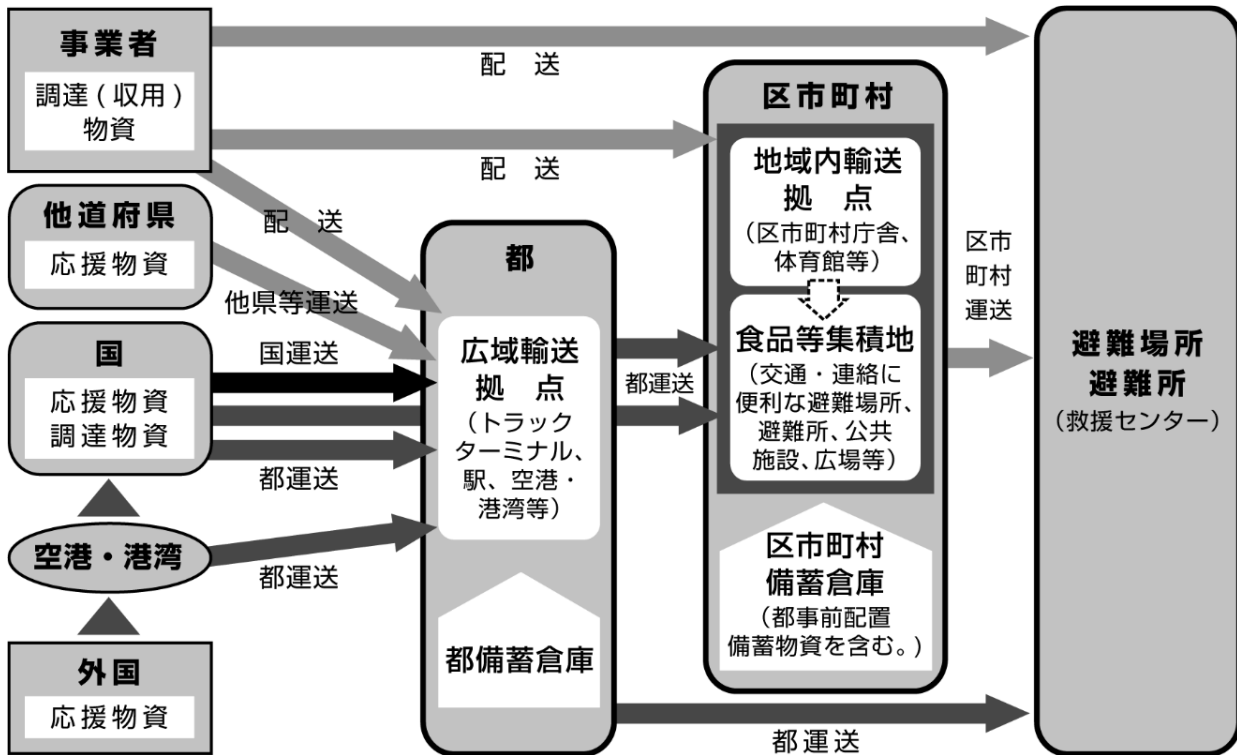 事業者
調達(収用)
物資
他道府県
応援物資
国
応援物資
調達物資
空港・港湾
外国
応援物資
配　送
配　送
配　送
他県等運送
国運送
都運送
都運送
都
広域輸送
拠　点
(トラック
ターミナル、
駅、空港・
港湾等)
都備蓄倉庫
都運送
区市町村
地域内輸送
拠　点
(区市町村庁舎、
体育館等)
食品等集積地
(交通・連絡に
便利な避難場所、
避難所、公共
施設、広場等)
区市町村
備蓄倉庫
(都事前配置
備蓄物資を含む。)
都運送
区市
町村
運送
避難場所
避難所
(救援センター)